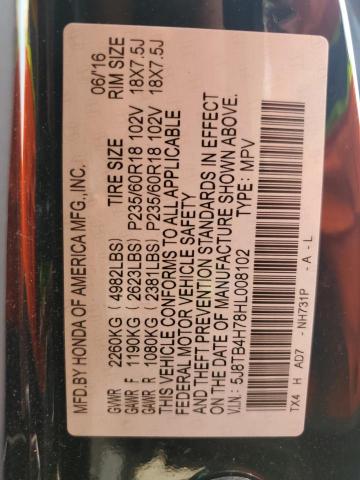 MFD.BY HONDA OF AMERICA MFG., INC. 06/'16
GVWR 2260KG ( 4982LBS) TIRE SIZE RIM SIZE
GAWR F 1190KG ( 2623LBS) P235/60R18 102V 18X7.5J
GAWR R 1080KG ( 2381LBS) P235/60R18 102V 18X7.5J
THIS VEHICLE CONFORMS TO ALL APPLICABLE
FEDERAL MOTOR VEHICLE SAFETY AND
THEFT PREVENTION STANDARDS IN EFFECT
ON THE DATE OF MANUFACTURE SHOWN ABOVE.
V.I.N.: 5J8TB4H78HL008102 TYPE: MPV
TX4 H AD7 - NH731P - A - L